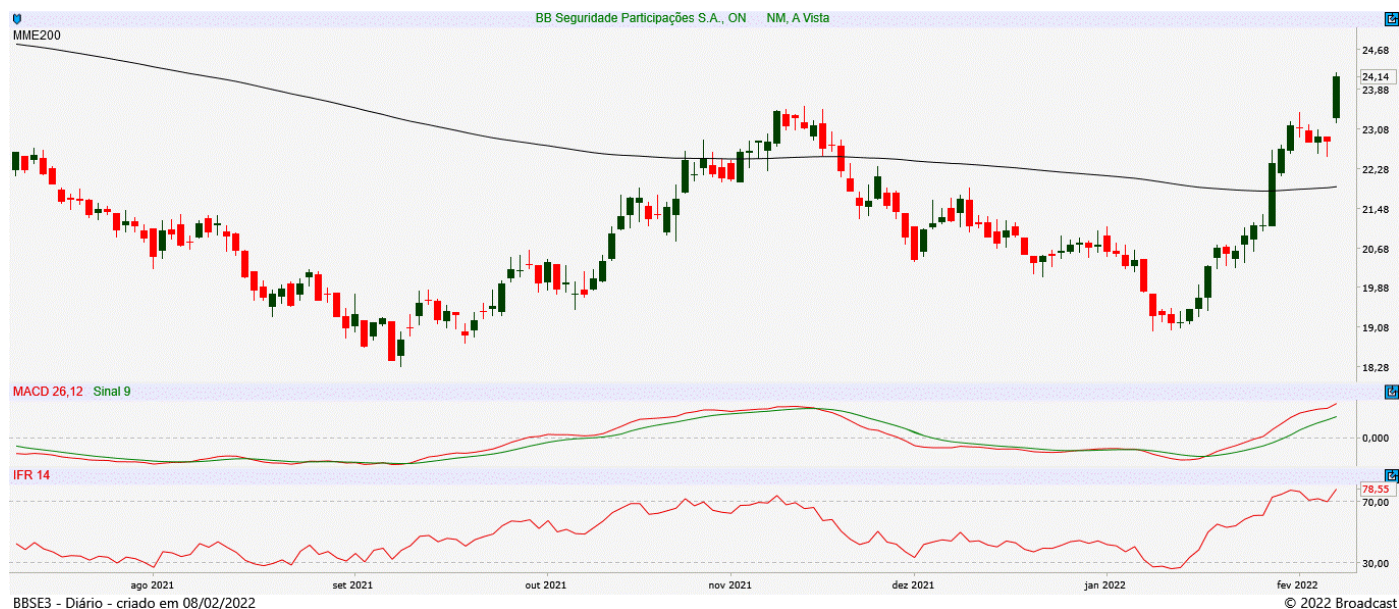 BB Seguridade Participações S.A., ON NM, A Vista
MME200
24,68
24,14
23,88
23,08
22,28
21,48
20,68
19,88
19,08
18,28
MACD 26,12 Sinal 9
0,000
IFR 14
78,55
70,00
30,00
ago 2021 set 2021 out 2021 nov 2021 dez 2021 jan 2022 fev 2022
BBSE3 - Diário - criado em 08/02/2022 © 2022 Broadcast